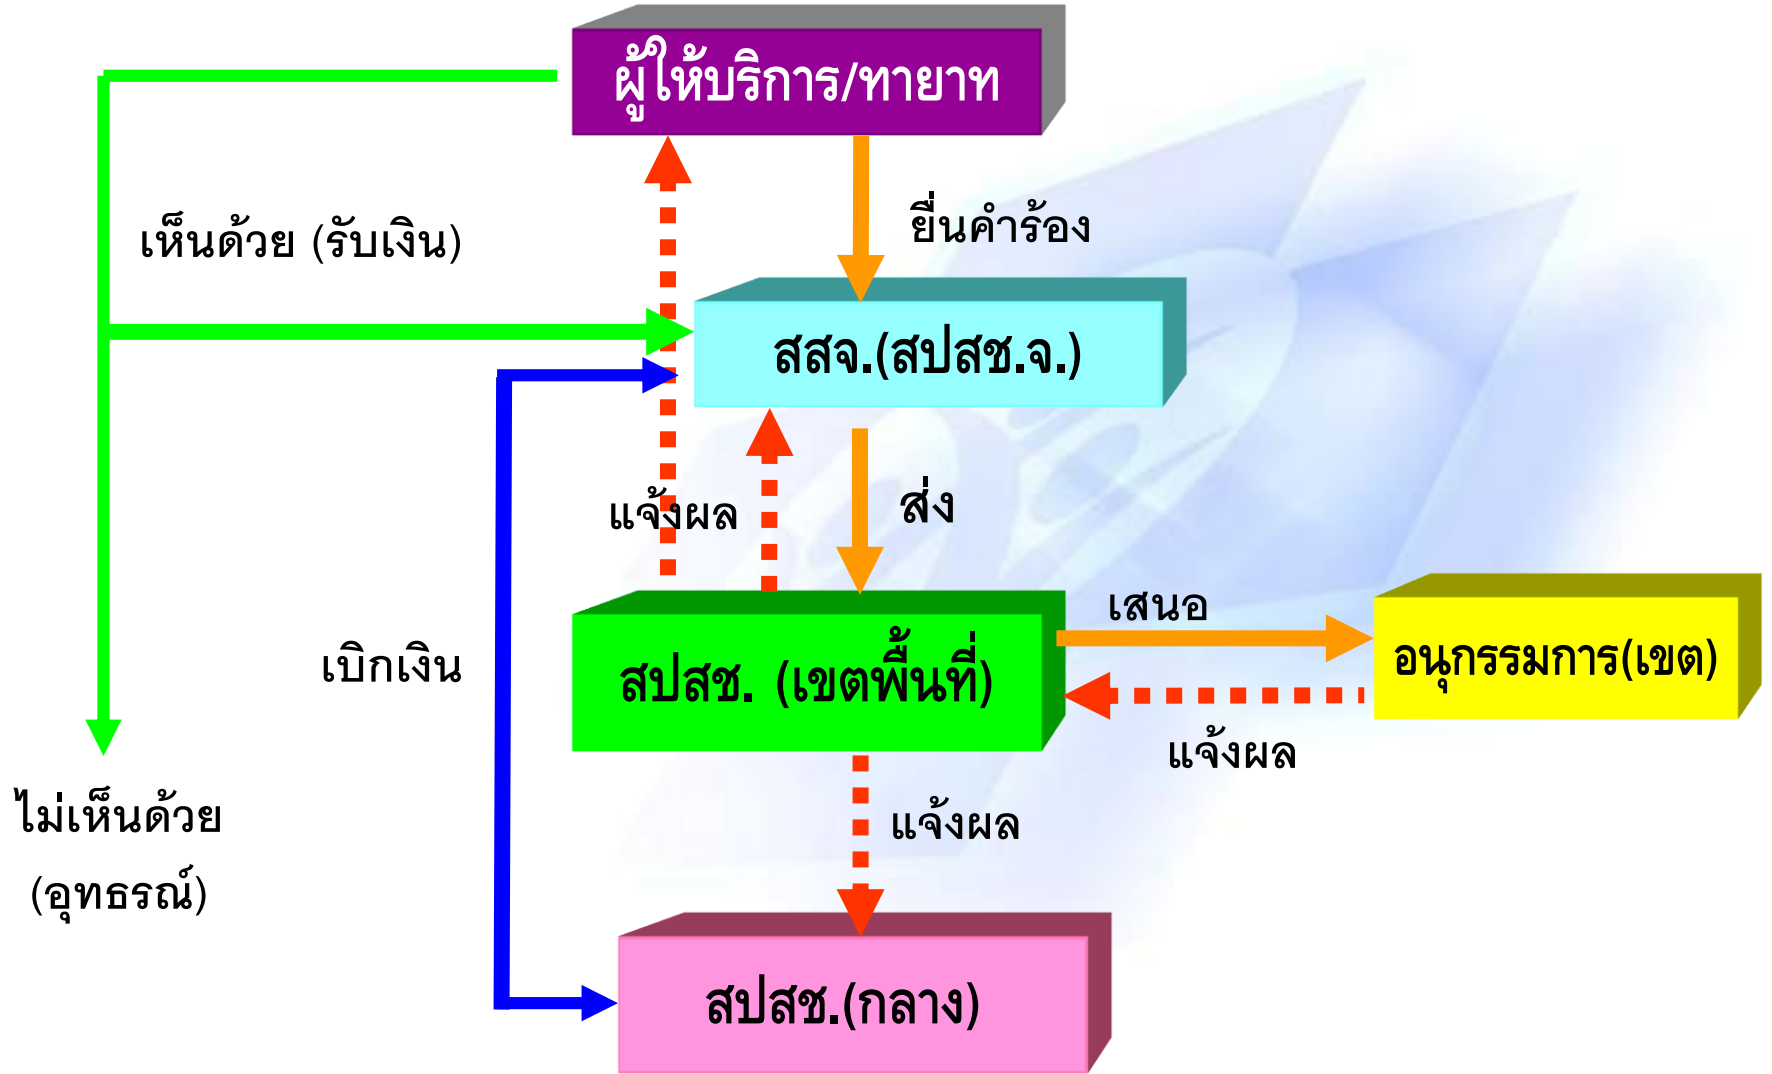 ผู้ให้บริการ/ทายาท
ยื่นคำร้อง
เห็นด้วย (รับเงิน)
สสจ.(สปสช.จ.)
แจ้งผล
ส่ง
เสนอ
เบิกเงิน
สปสช. (เขตพื้นที่)
อนุกรรมการ(เขต)
แจ้งผล
ไม่เห็นด้วย
(อุทธรณ์)
แจ้งผล
สปสช.(กลาง)